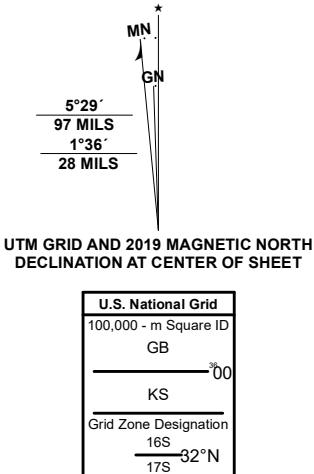 ★
MN
GN
5°29´
97 MILS
1°36´
28 MILS
UTM GRID AND 2019 MAGNETIC NORTH
DECLINATION AT CENTER OF SHEET
U.S. National Grid
100,000 - m Square ID
GB
3600
KS
Grid Zone Designation
16S
32°N
17S